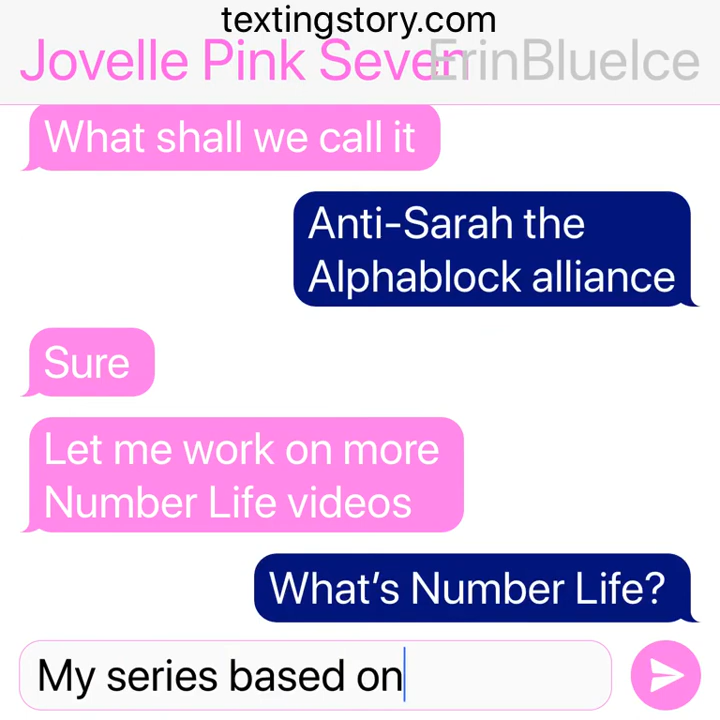 textingstory.com
Jovelle Pink Seven ErinBlueIce
What shall we call it
Anti-Sarah the
Alphablock alliance
Sure
Let me work on more
Number Life videos
What's Number Life?
My series based on